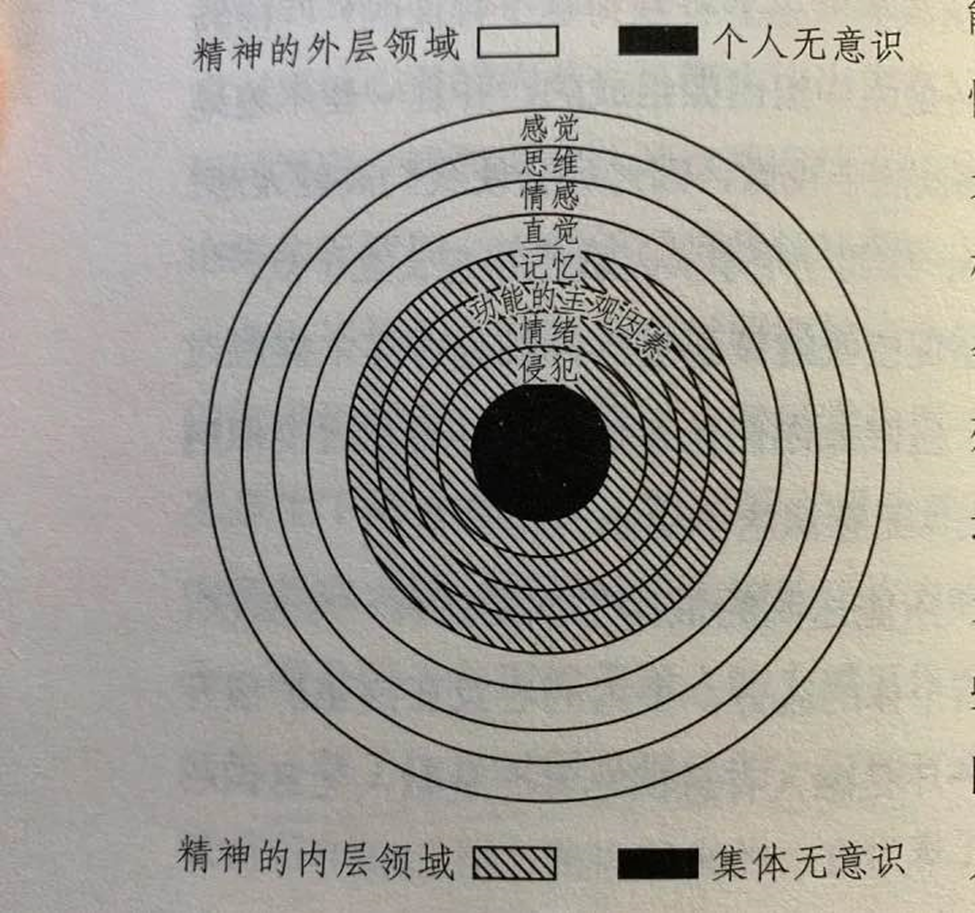 精神的外层领域 个人无意识
感觉
思维
情感
直觉
记忆
功能的主观因素
情绪
侵犯
精神的内层领域 集体无意识